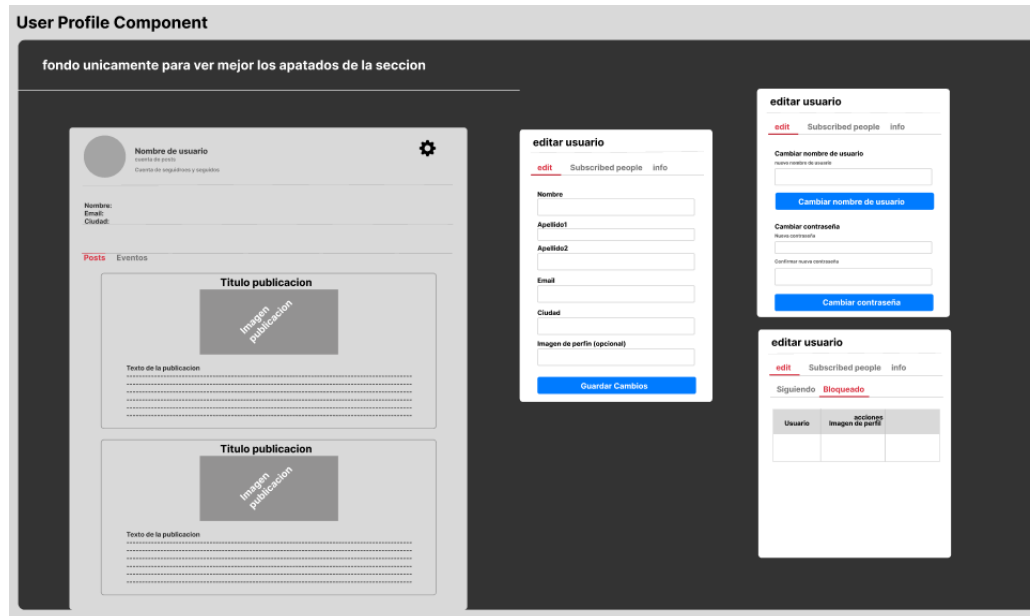 User Profile Component
fondo unicamente para ver mejor los apatados de la seccion
Nombre de usuario
cuenta de posts
Cuenta de seguidrons y seguidos
Nombre:
Email:
Ciudad:
Posts Eventos
Titulo publicacion
Imagen
publicacion
Texto de la publicacion
Titulo publicacion
Imagen
publicacion
Texto de la publicacion
editar usuario
edit Subscribed people info
Nombre
Apellido1
Apellido2
Email
Ciudad
Imagen de perfin (opcional)
Guardar Cambios
editar usuario
edit Subscribed people info
Cambiar nombre de usuario
nuevo nombre de usuario
Cambiar nombre de usuario
Cambiar contraseña
Nueva contraseña
Confirmar nueva contraseña
Cambiar contraseña
editar usuario
edit Subscribed people info
Siguiendo Bloqueado
acciones
Usuario Imagen de perfil